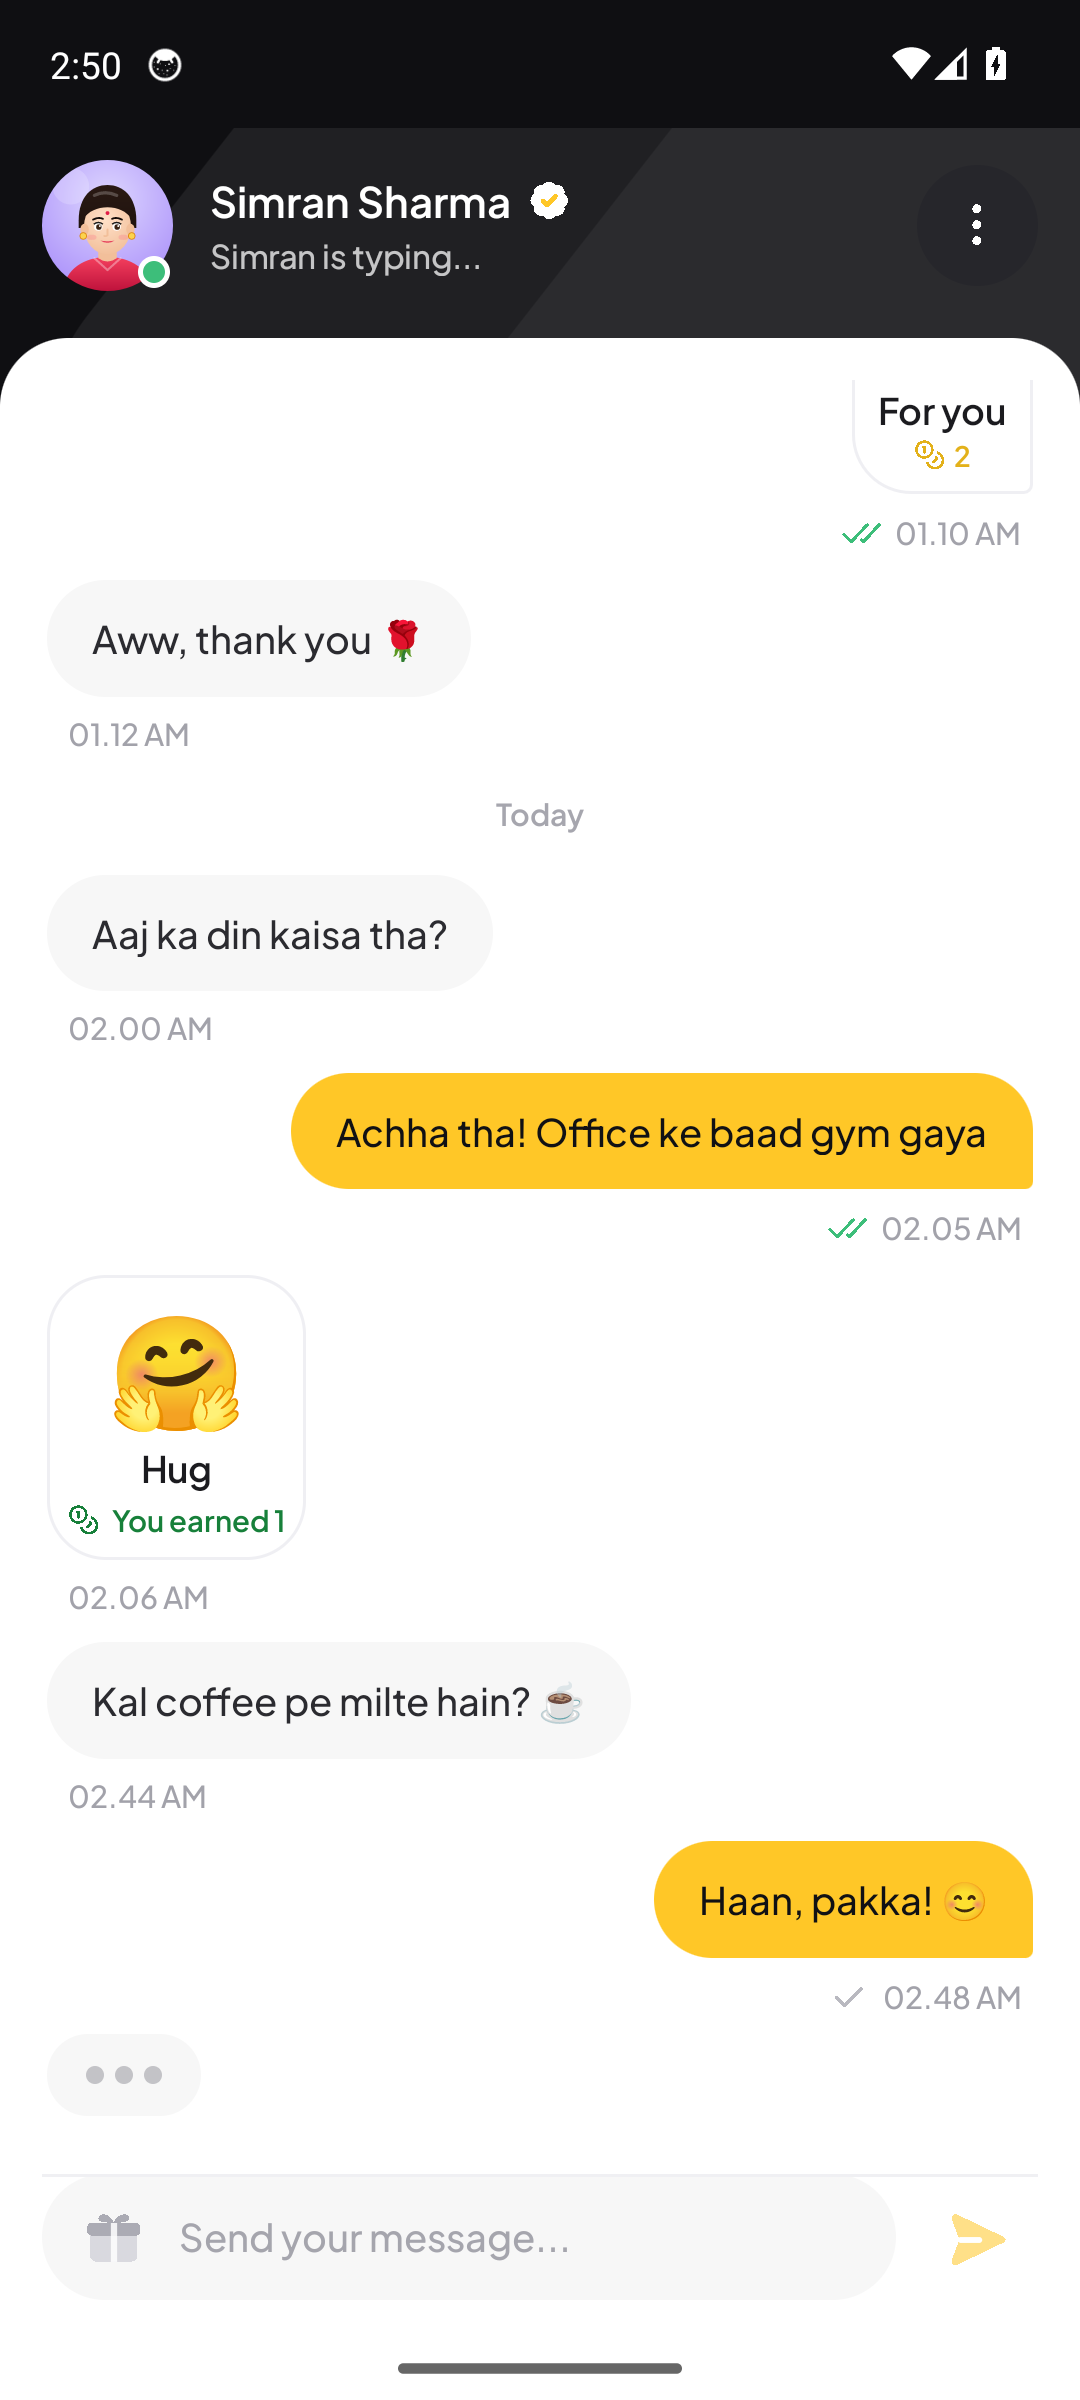 2:50
Simran Sharma
Simran is typing...
For you
2
01.10 AM
Aww, thank you 🌹
01.12 AM
Today
Aaj ka din kaisa tha?
02.00 AM
Achha tha! Office ke baad gym gaya
02.05 AM
🤗
Hug
You earned 1
02.06 AM
Kal coffee pe milte hain? ☕
02.44 AM
Haan, pakka! 😊
02.48 AM
Send your message...